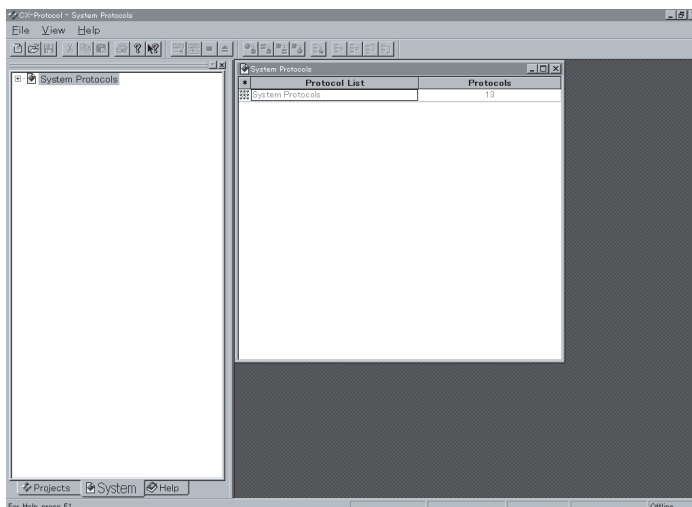 CX-Protocol - System Protocols
File View Help
System Protocols
System Protocols
* Protocol List Protocols
System Protocols 13
Projects System Help
For Help, press F1
Offline